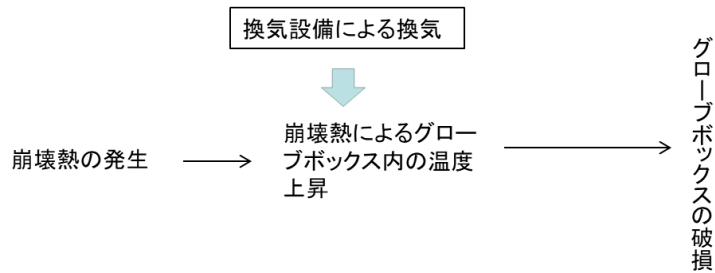 換気設備による換気
崩壊熱の発生
崩壊熱によるグロー
ブボックス内の温度
上昇
グローブボックスの破損